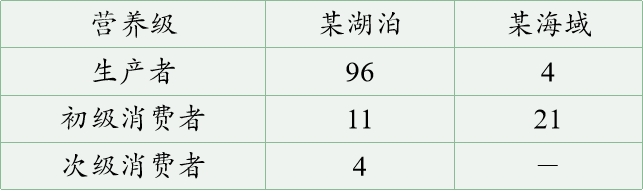 营养级 某湖泊 某海域
生产者 96 4
初级消费者 11 21
次级消费者 4 —